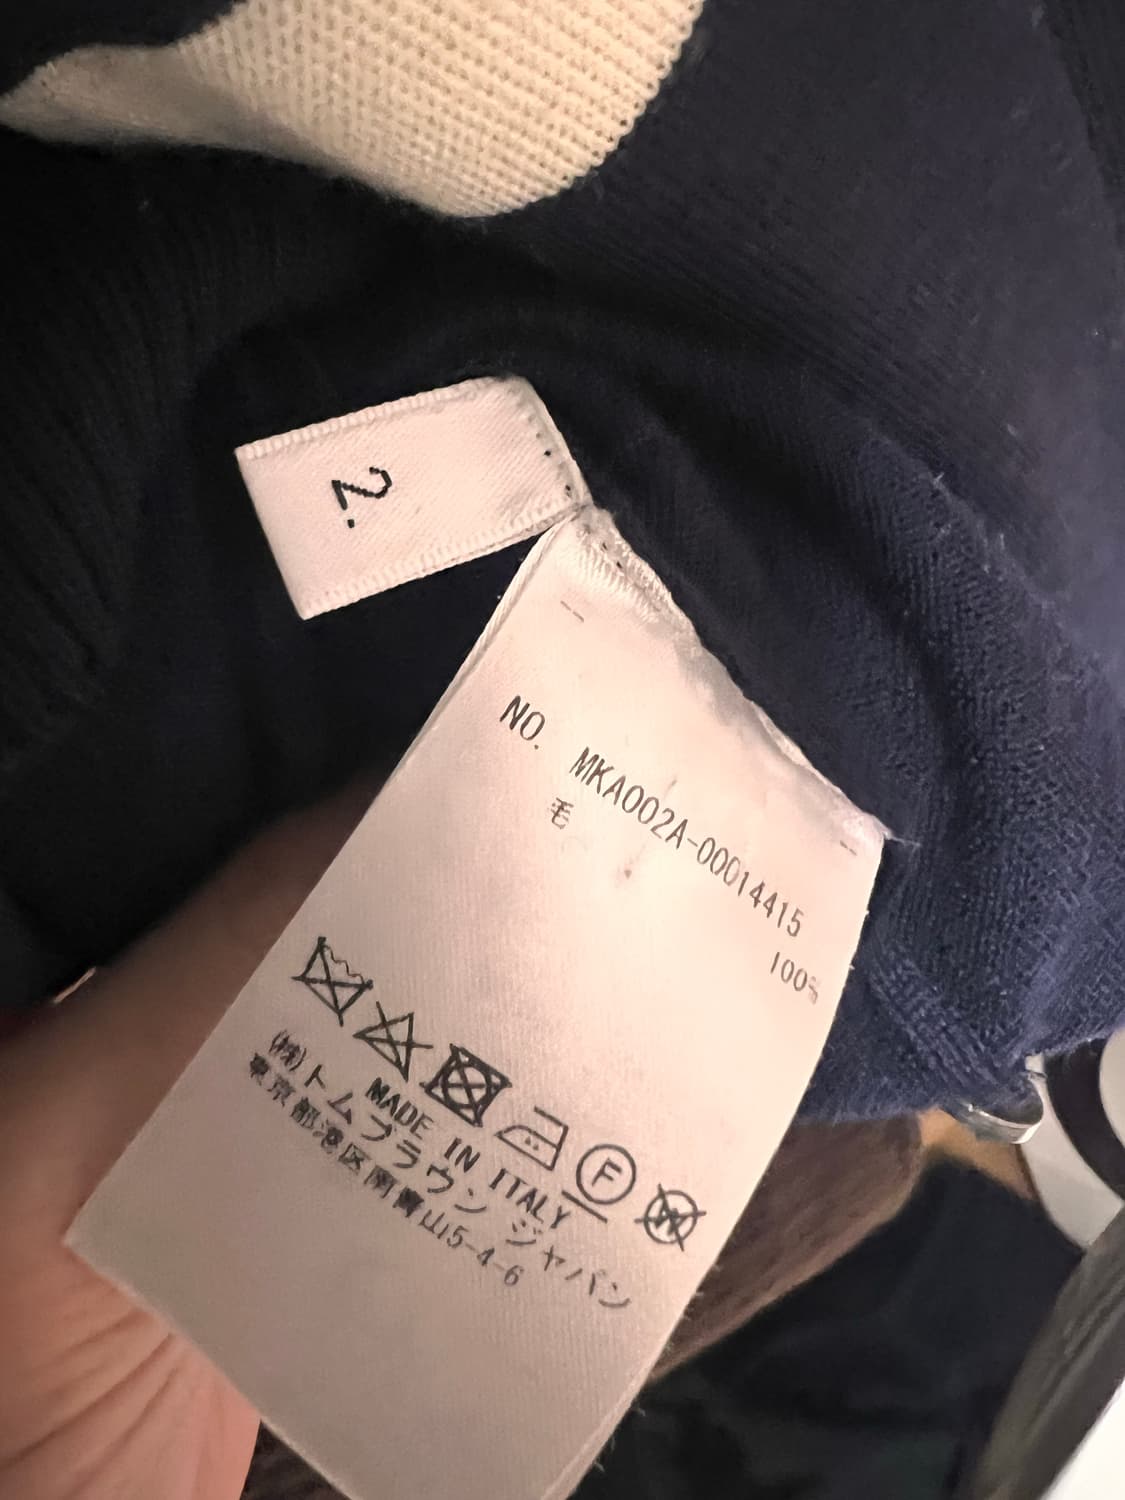 2.
NO. MKA002A-00014415
毛 100%
F
W
MADE IN ITALY
(株)トムブラウン ジャパン
東京都港区南青山5-4-6